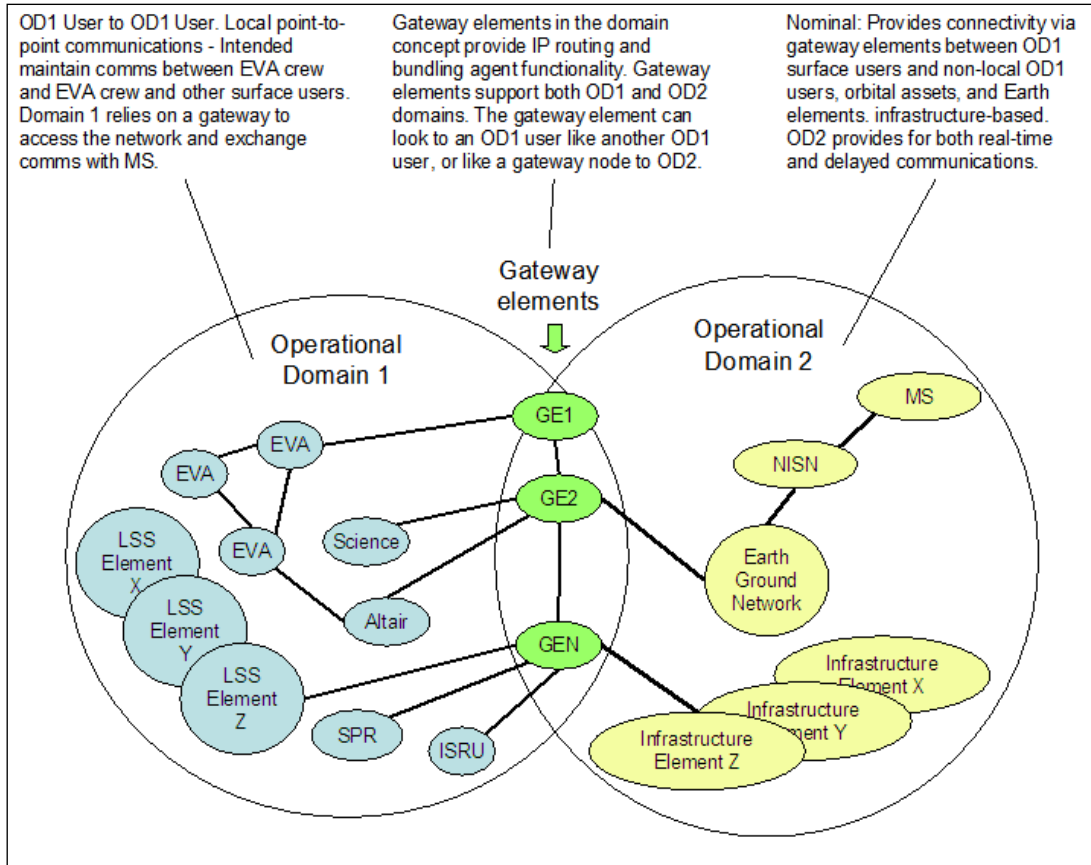 OD1 User to OD1 User. Local point-to-
point communications - Intended
maintain comms between EVA crew
and EVA crew and other surface users.
Domain 1 relies on a gateway to
access the network and exchange
comms with MS.
Gateway elements in the domain
concept provide IP routing and
bundling agent functionality. Gateway
elements support both OD1 and OD2
domains. The gateway element can
look to an OD1 user like another OD1
user, or like a gateway node to OD2.
Nominal: Provides connectivity via
gateway elements between OD1
surface users and non-local OD1
users, orbital assets, and Earth
elements. infrastructure-based.
OD2 provides for both real-time
and delayed communications.
Gateway
elements
Operational
Domain 1
Operational
Domain 2
GE1
MS
EVA
EVA
NISN
GE2
LSS
Element
X
EVA
Science
Earth
Ground
Network
LSS
Element
Y
Altair
GEN
LSS
Element
Z
Infrastructure
Element X
Infrastructure
ment Y
Infrastructure
Element Z
SPR
ISRU